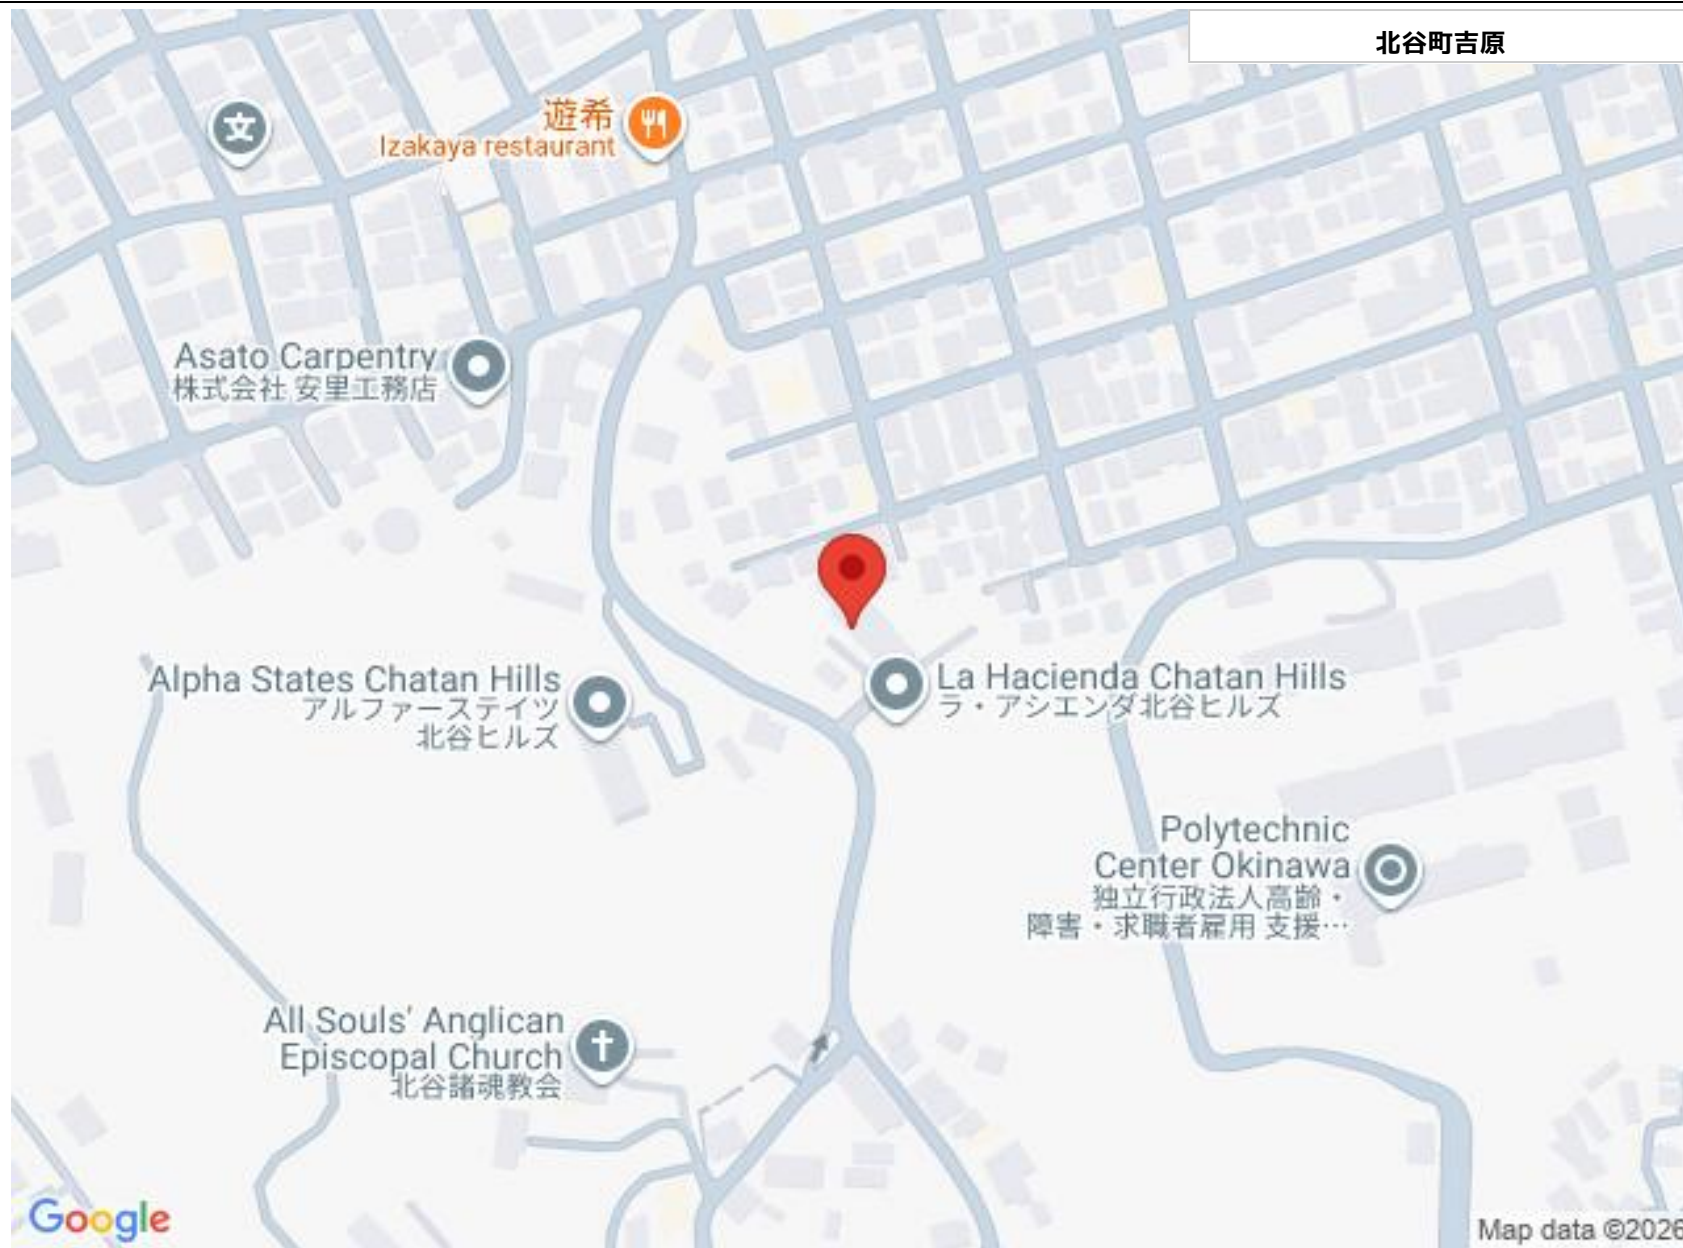 北谷町吉原
文
遊希
Izakaya restaurant
Asato Carpentry
株式会社 安里工務店
Alpha States Chatan Hills
アルファーステイツ
北谷ヒルズ
La Hacienda Chatan Hills
ラ・アシエンダ北谷ヒルズ
Polytechnic
Center Okinawa
独立行政法人高齢・
障害・求職者雇用 支援…
All Souls' Anglican
Episcopal Church
北谷諸魂教会
Google
Map data ©2026